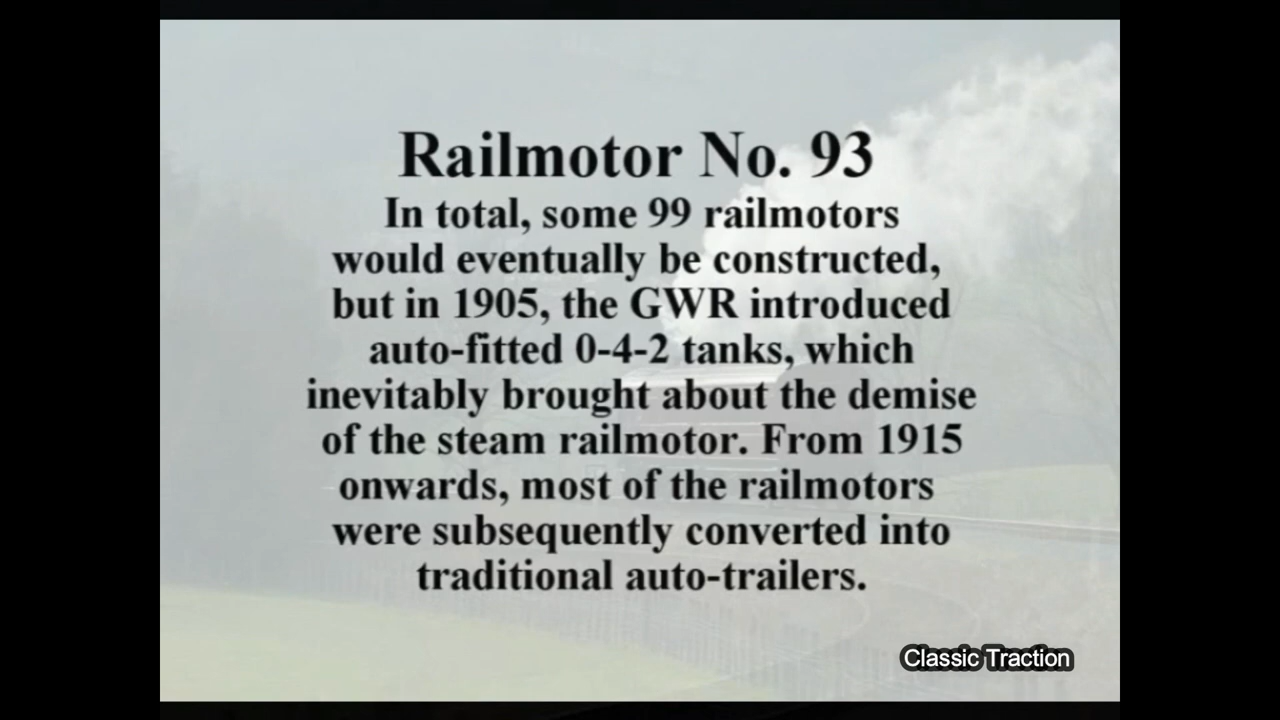 Railmotor No. 93
In total, some 99 railmotors
would eventually be constructed,
but in 1905, the GWR introduced
auto-fitted 0-4-2 tanks, which
inevitably brought about the demise
of the steam railmotor. From 1915
onwards, most of the railmotors
were subsequently converted into
traditional auto-trailers.
Classic Traction